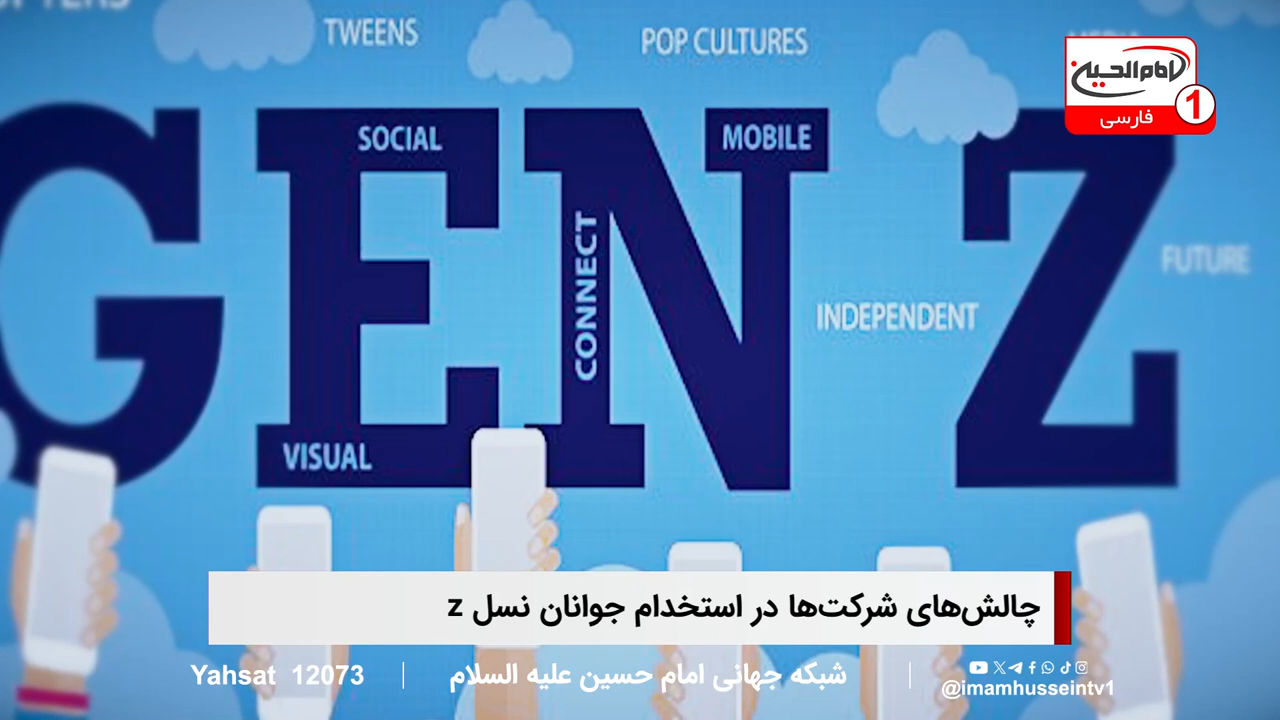 TWEENS
POP CULTURES
امام الحسین
1
فارسی
GEN Z
SOCIAL
MOBILE
CONNECT
FUTURE
INDEPENDENT
VISUAL
چالش‌های شرکت‌ها در استخدام جوانان نسل z
Yahsat 12073
شبکه جهانی امام حسین علیه السلام
@imamhusseintv1